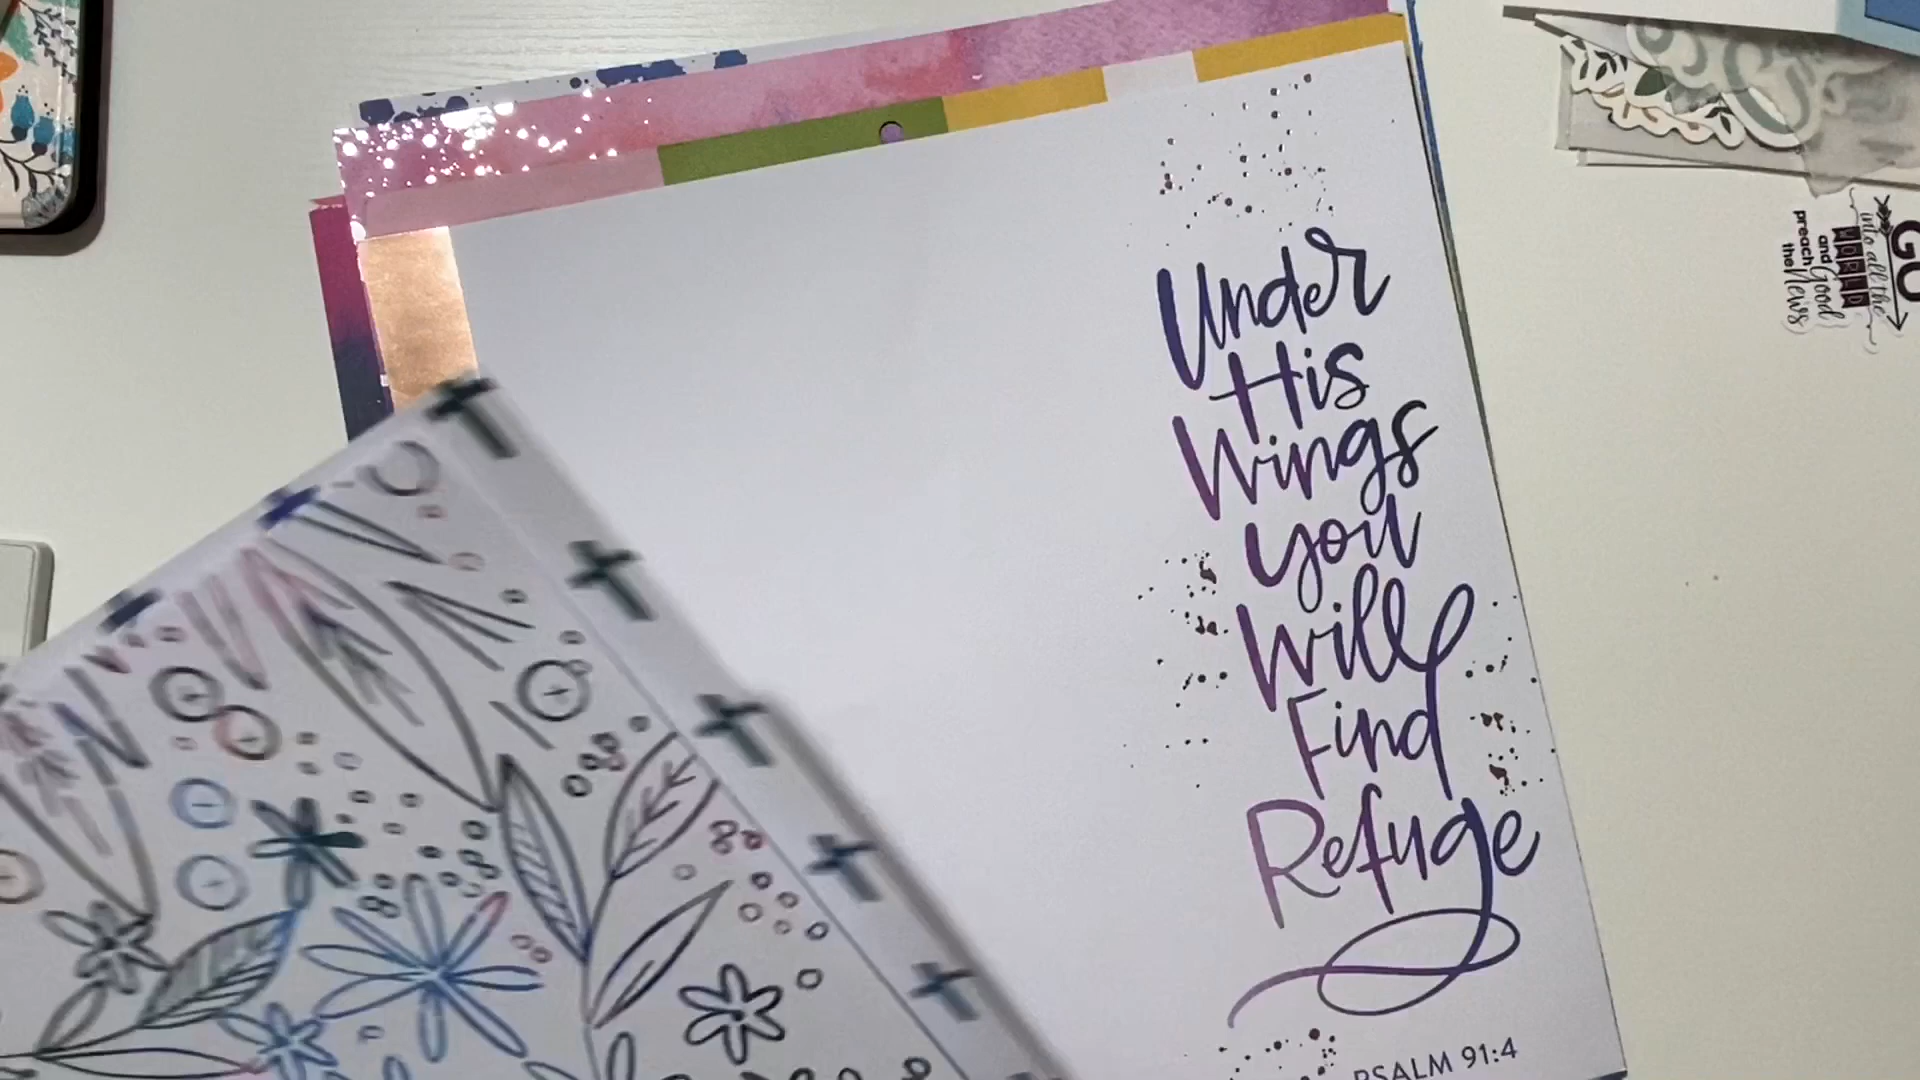 Under
His
Wings
you
Will
Find
Refuge
PSALM 91:4
GO
into all the
WORLD
and Good
preach
the News